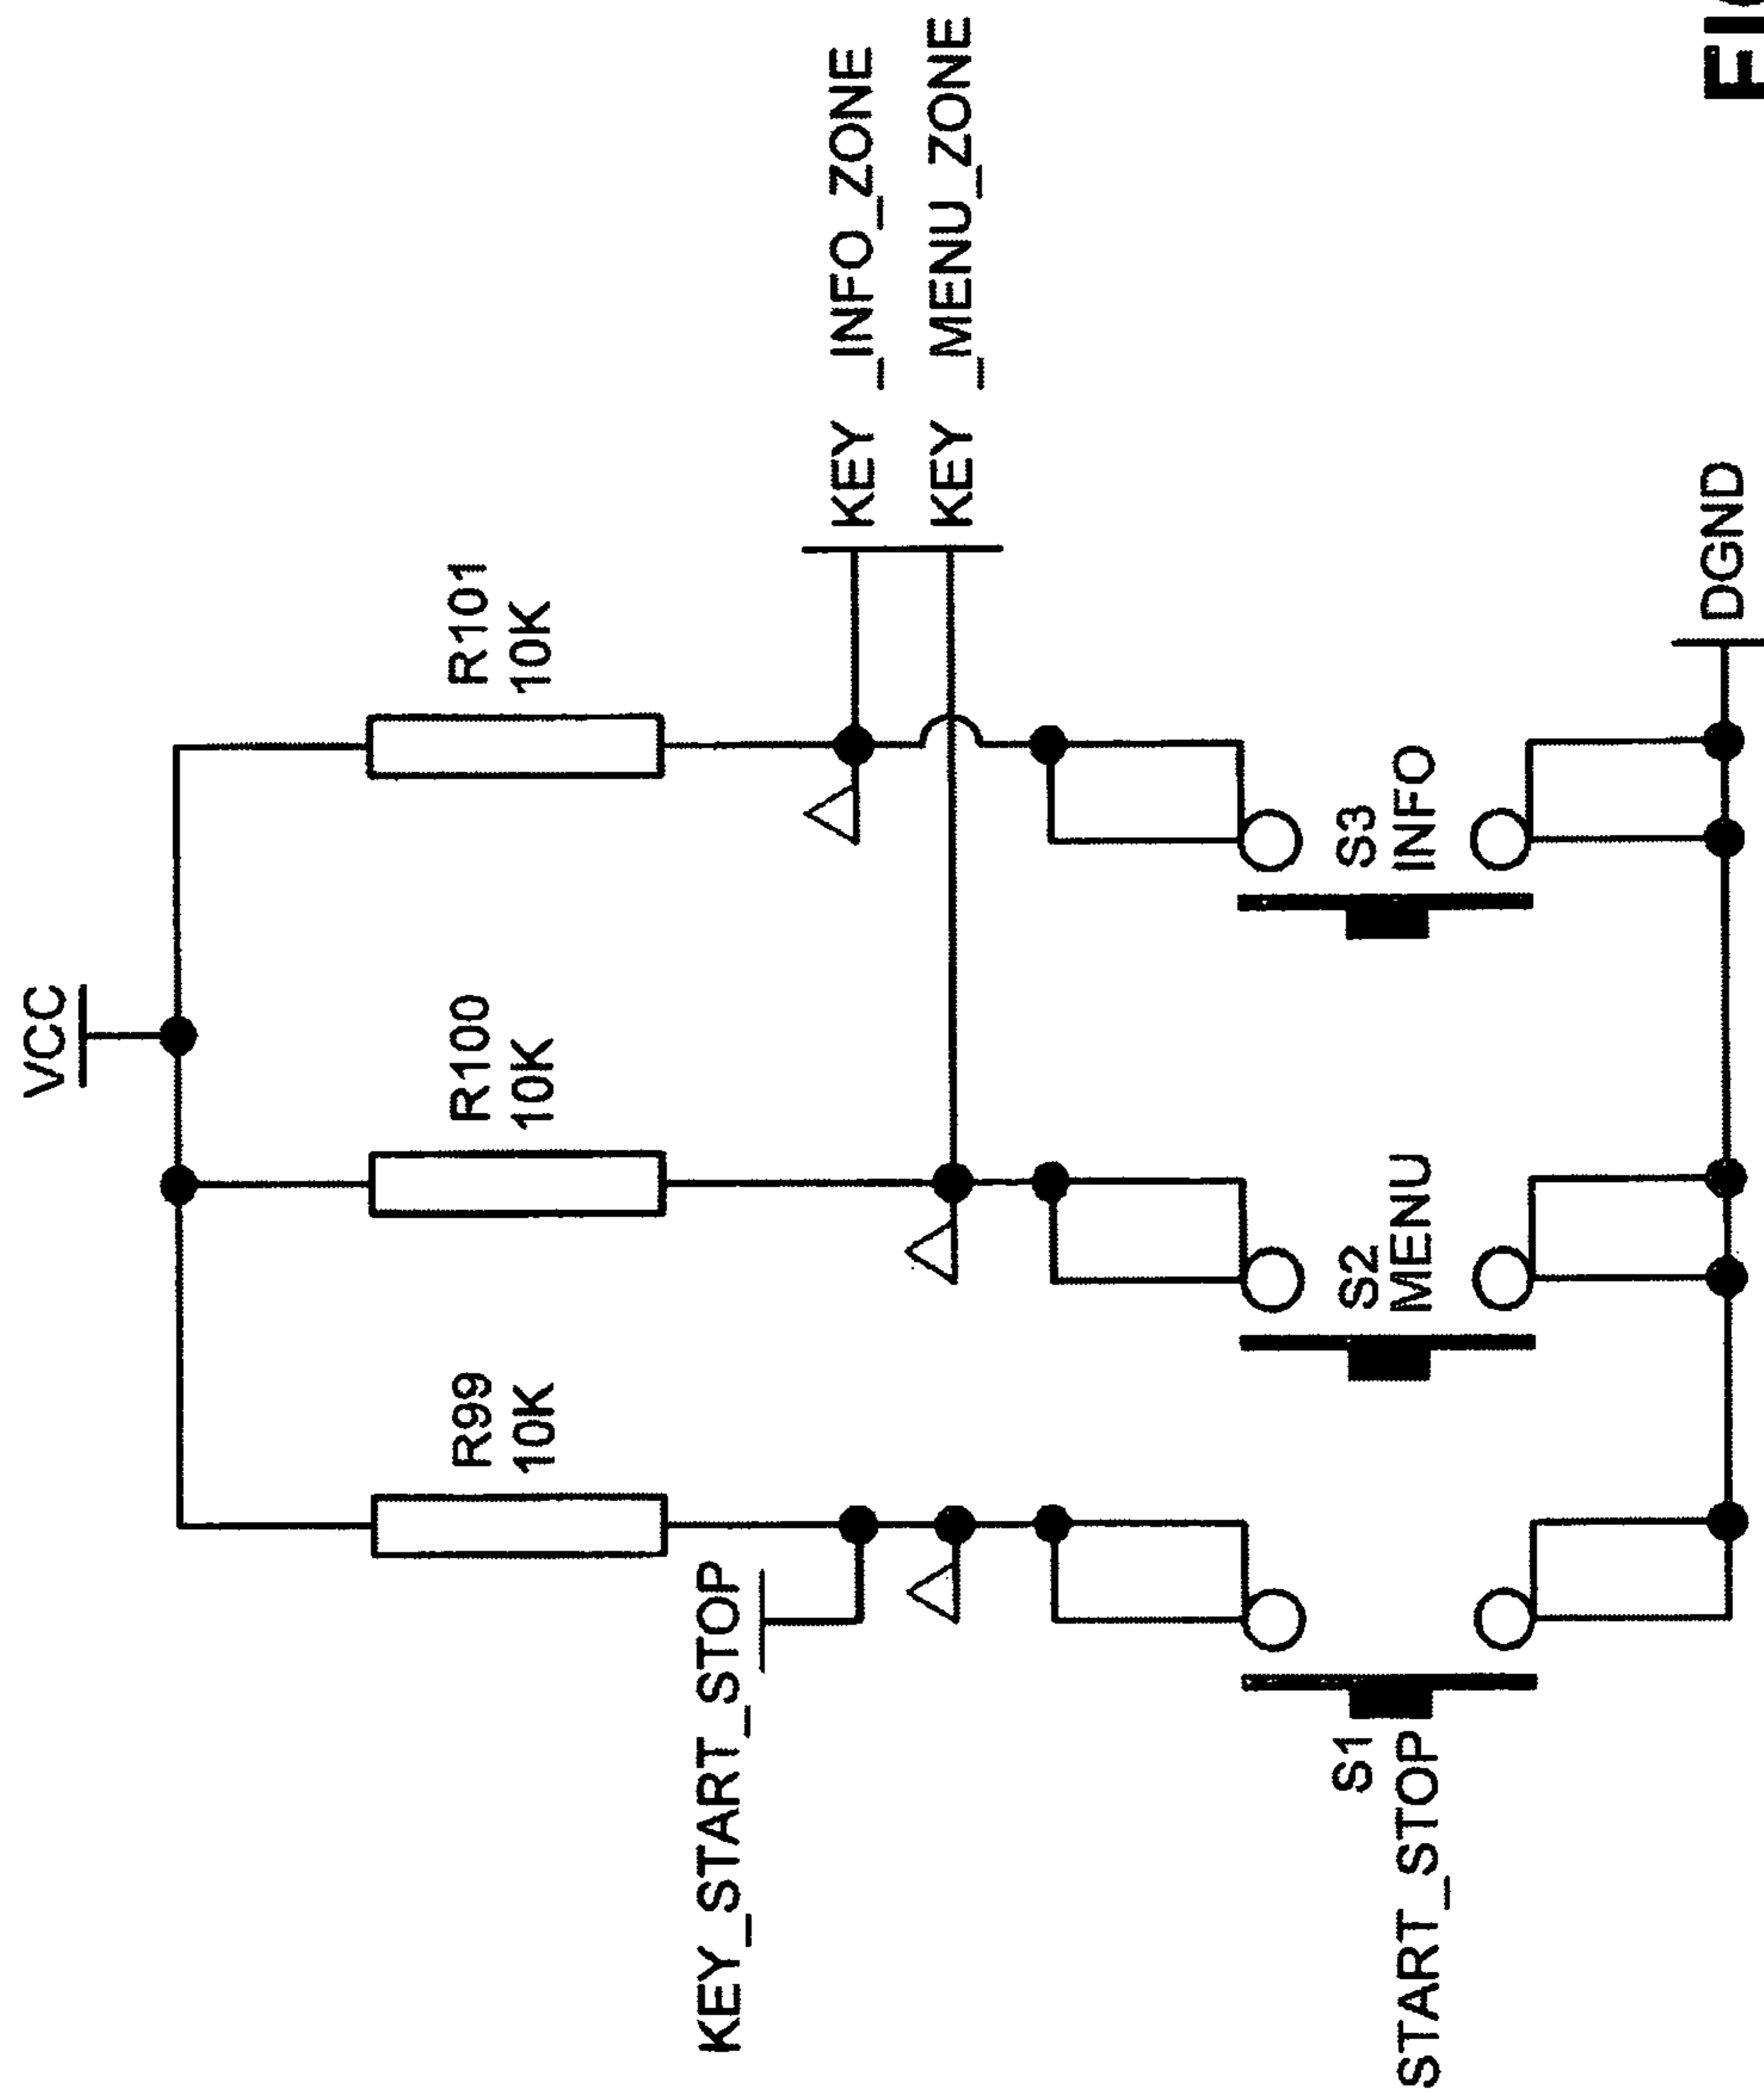 VCC
R99
10K
R100
10K
R101
10K
KEY_START_STOP
KEY _INFO_ZONE
KEY _MENU_ZONE
S1
START_STOP
S2
MENU
S3
INFO
DGND